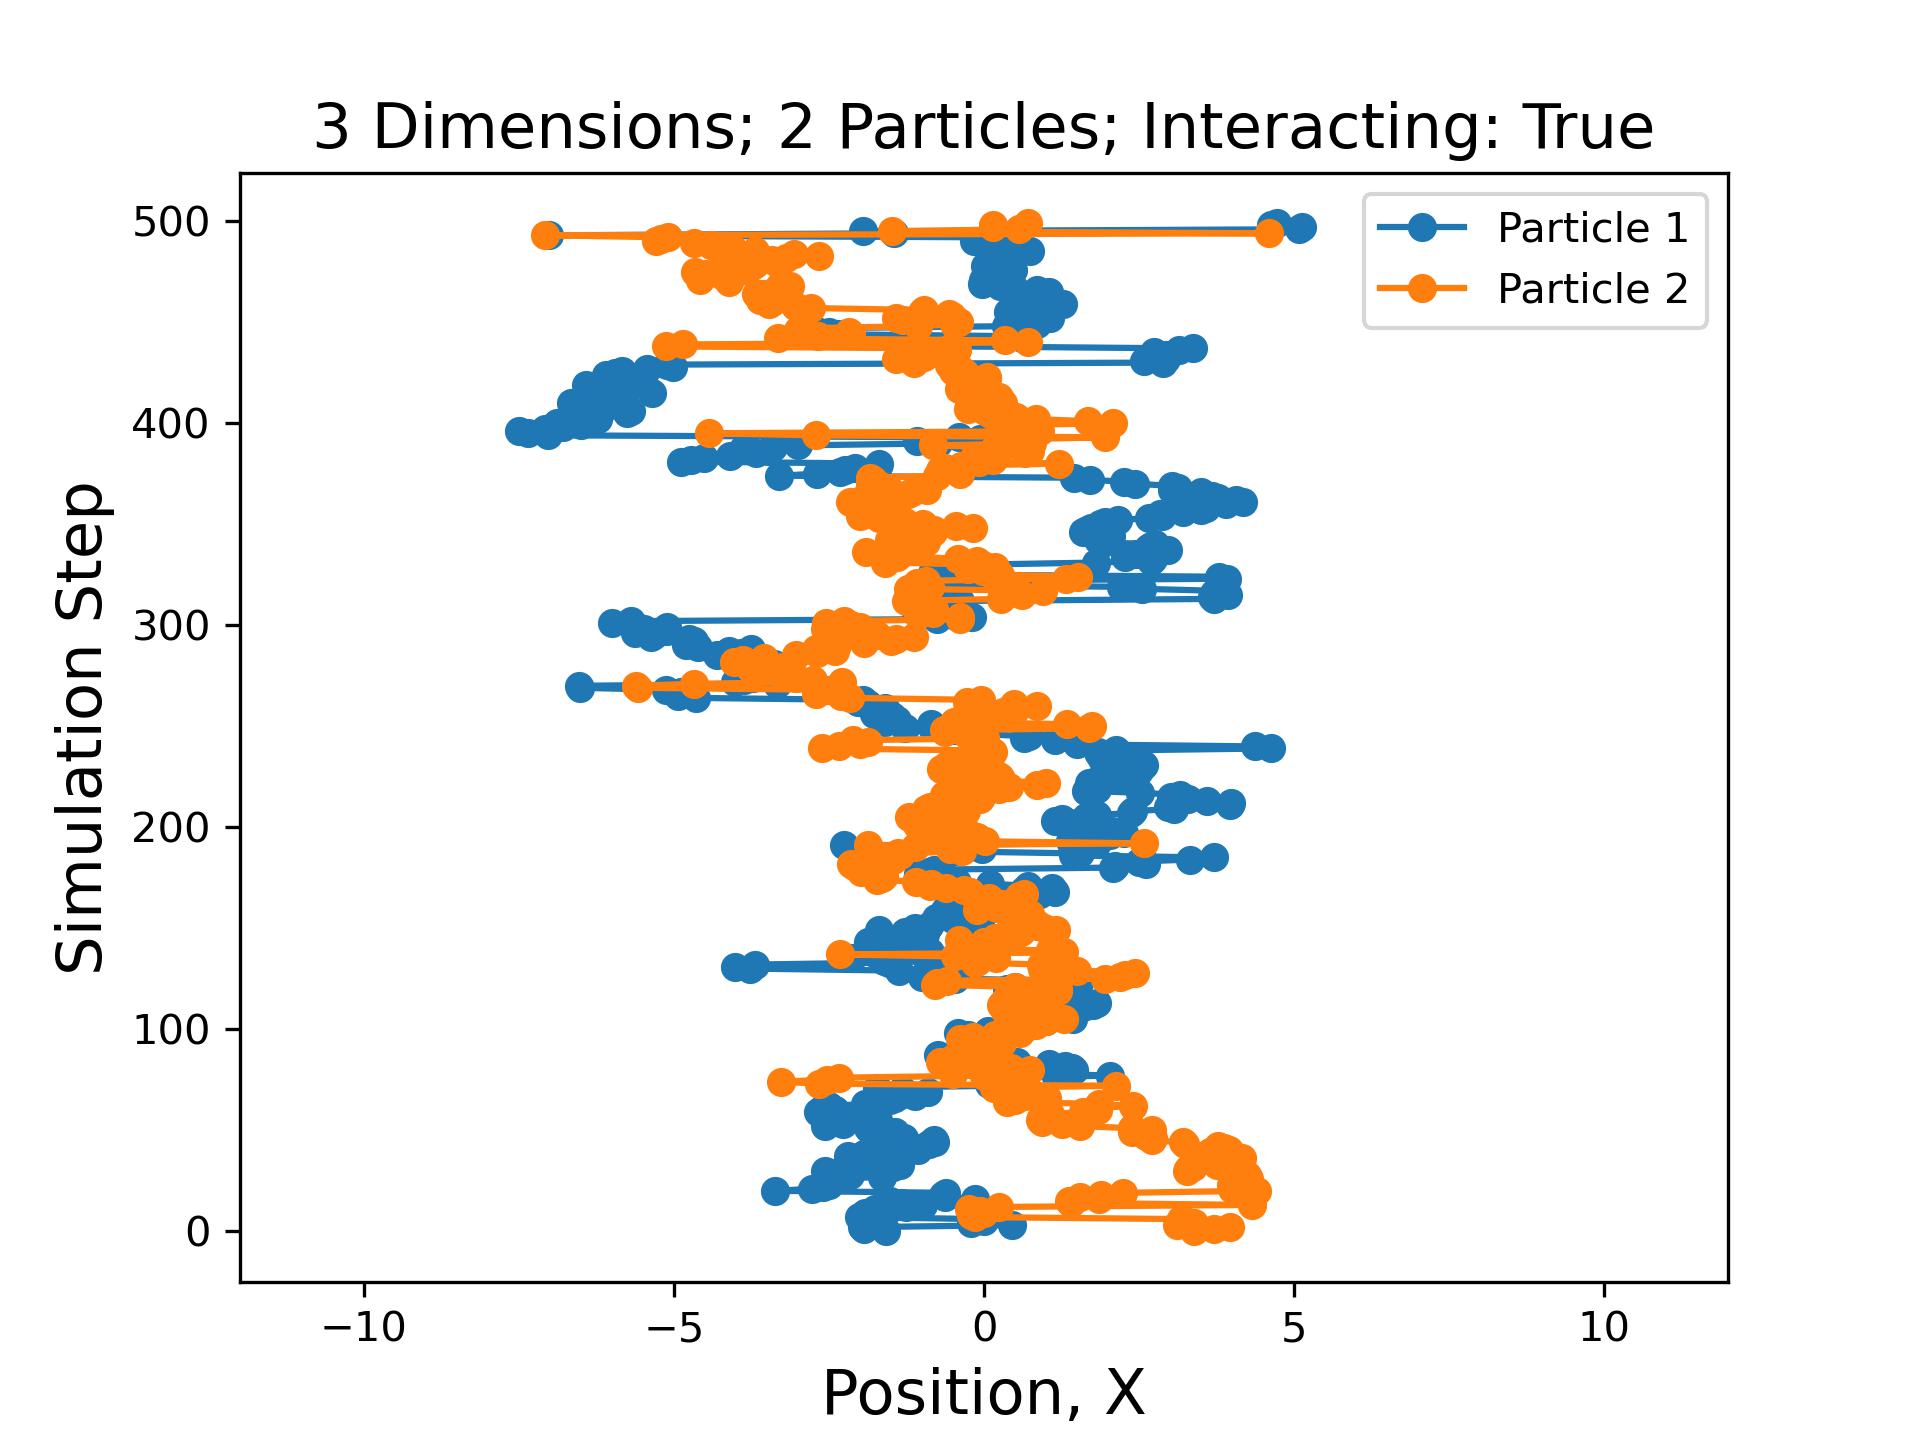 3 Dimensions; 2 Particles; Interacting: True
Particle 1
Particle 2
500
400
300
200
100
0
Simulation Step
−10
−5
0
5
10
Position, X